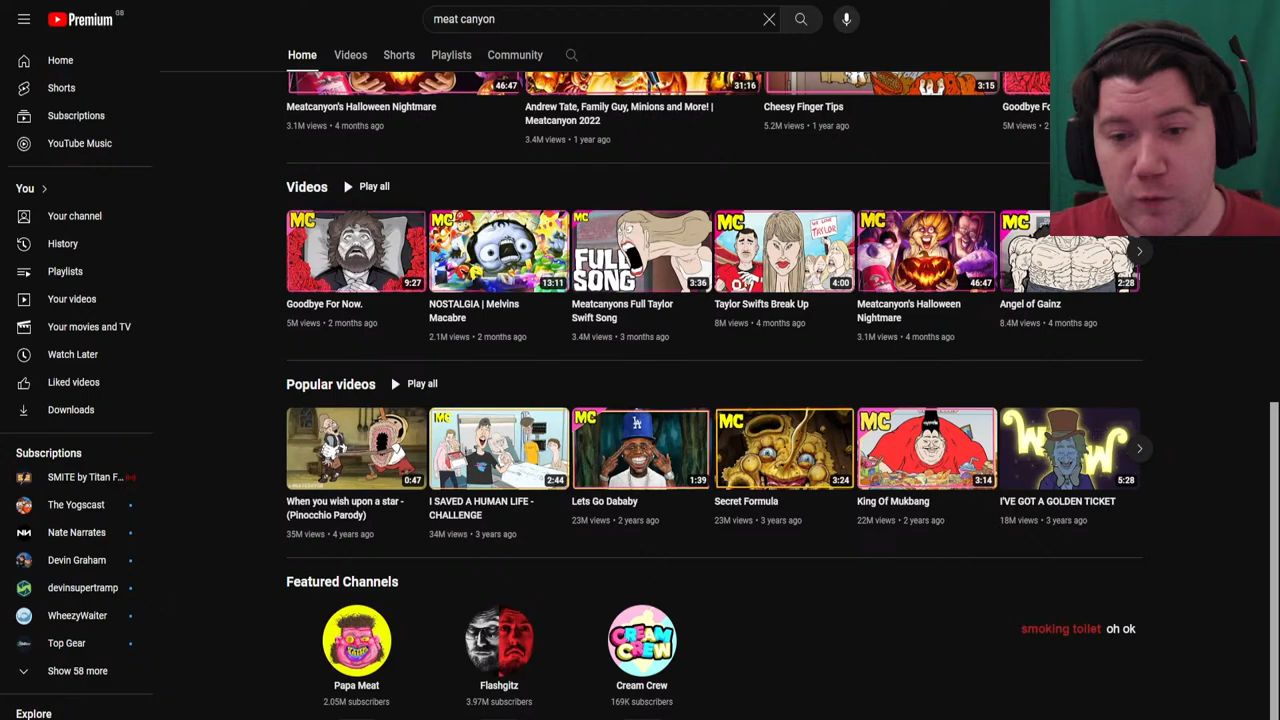 Premium GB
meat canyon
Home
Shorts
Subscriptions
YouTube Music
You
Your channel
History
Playlists
Your videos
Your movies and TV
Watch Later
Liked videos
Downloads
Subscriptions
SMITE by Titan F...
The Yogscast
Nate Narrates
Devin Graham
devinsupertramp
WheezyWaiter
Top Gear
Show 58 more
Explore
Home Videos Shorts Playlists Community
46:47 31:16 3:15
Meatcanyon's Halloween Nightmare
3.1M views • 4 months ago
Andrew Tate, Family Guy, Minions and More! |
Meatcanyon 2022
3.4M views • 1 year ago
Cheesy Finger Tips
5.2M views • 1 year ago
Goodbye Fo
5M views • 2
Videos Play all
MC 9:27
Goodbye For Now.
5M views • 2 months ago
MC 13:11
NOSTALGIA | Melvins
Macabre
2.1M views • 2 months ago
MC FULL
SONG 3:36
Meatcanyons Full Taylor
Swift Song
3.4M views • 3 months ago
MC WE LOVE
TAYLOR 4:00
Taylor Swifts Break Up
8M views • 4 months ago
MC 46:47
Meatcanyon's Halloween
Nightmare
3.1M views • 4 months ago
MC 2:28
Angel of Gainz
8.4M views • 4 months ago
Popular videos Play all
0:47
When you wish upon a star -
(Pinocchio Parody)
35M views • 4 years ago
MC 2:44
I SAVED A HUMAN LIFE -
CHALLENGE
34M views • 3 years ago
MC LA 1:39
Lets Go Dababy
23M views • 2 years ago
MC 3:24
Secret Formula
23M views • 3 years ago
MC 3:14
King Of Mukbang
22M views • 2 years ago
W W 5:28
I'VE GOT A GOLDEN TICKET
18M views • 3 years ago
Featured Channels
Papa Meat
2.05M subscribers
Flashgitz
3.97M subscribers
CREAM
CREW
Cream Crew
169K subscribers
smoking toilet oh ok